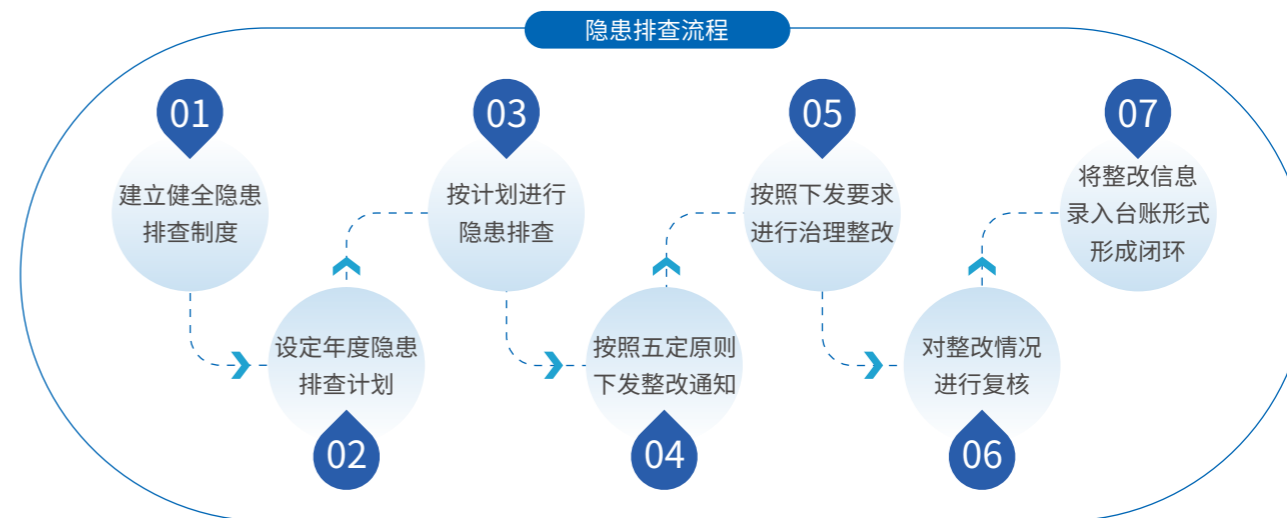 隐患排查流程
01
建立健全隐患
排查制度
02
设定年度隐患
排查计划
03
按计划进行
隐患排查
04
按照五定原则
下发整改通知
05
按照下发要求
进行治理整改
06
对整改情况
进行复核
07
将整改信息
录入台账形式
形成闭环